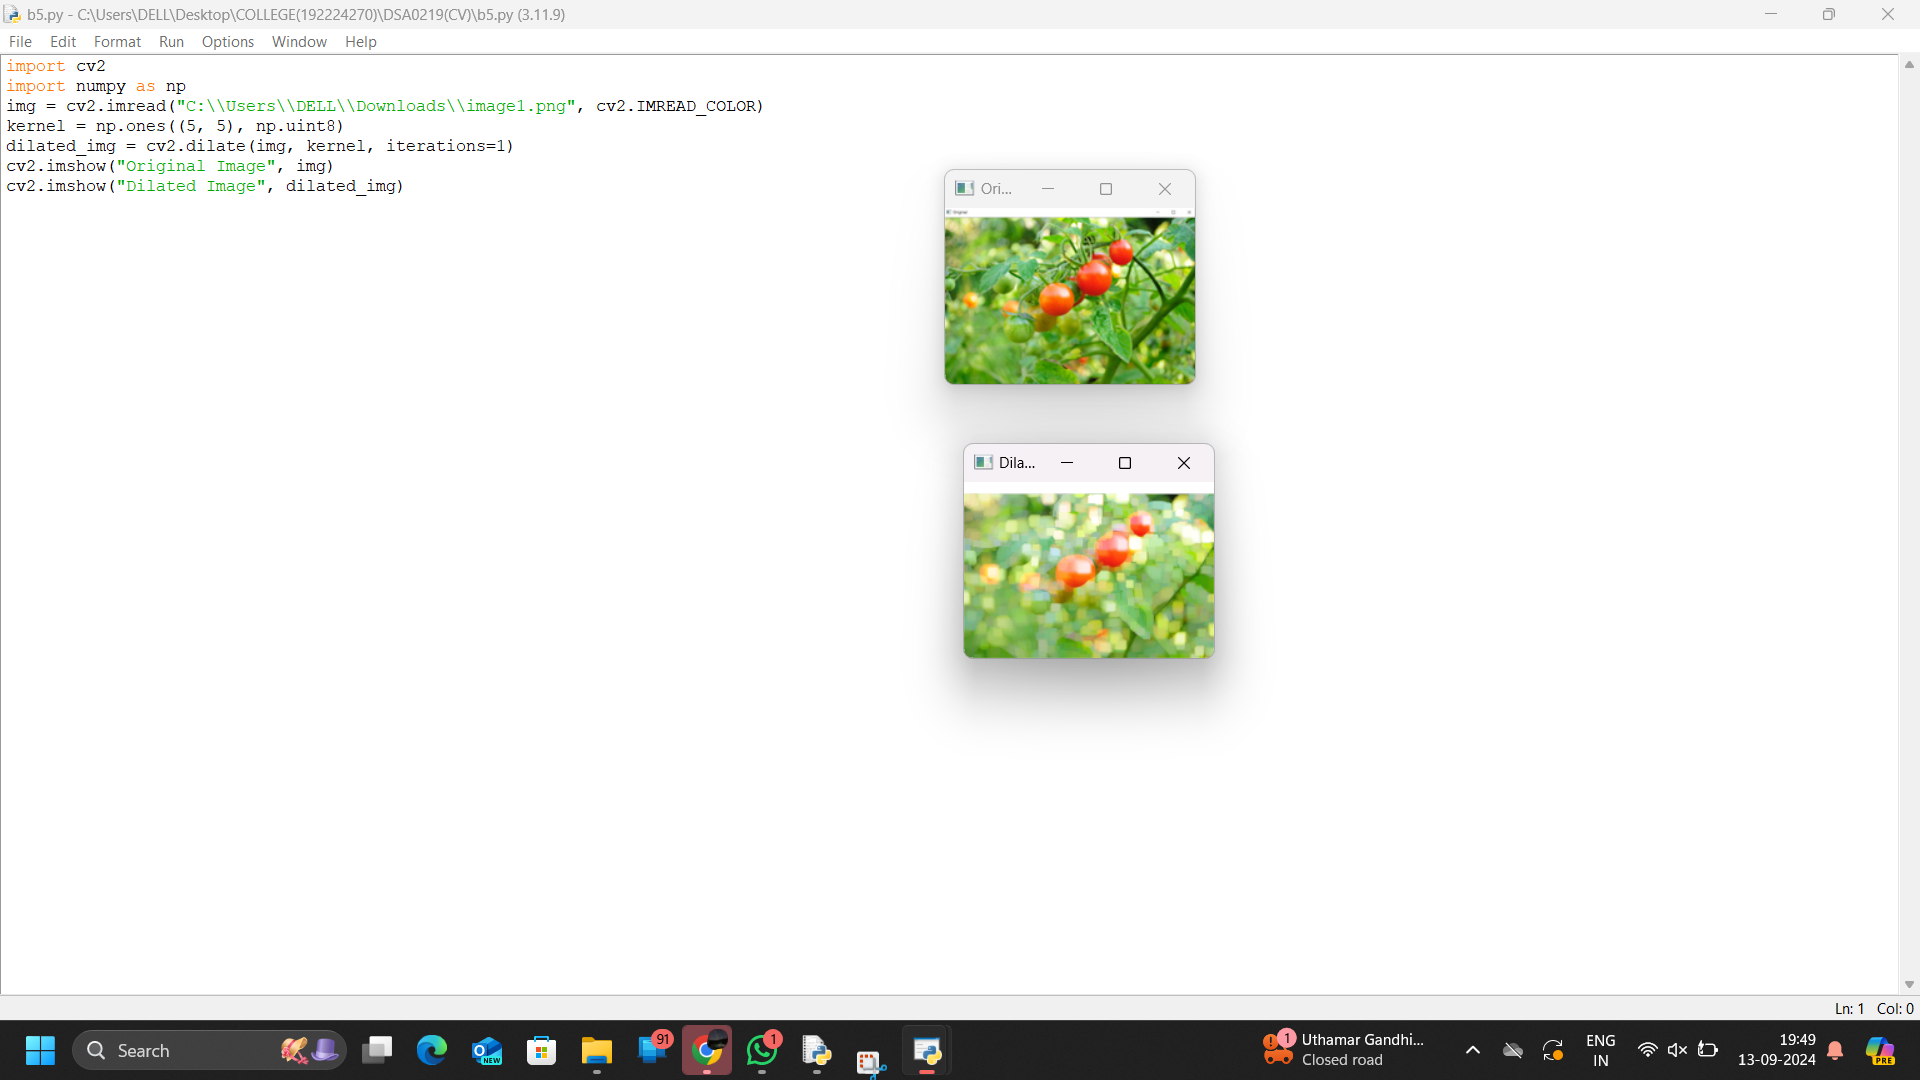 b5.py - C:\Users\DELL\Desktop\COLLEGE(192224270)\DSA0219(CV)\b5.py (3.11.9)
File Edit Format Run Options Window Help
import cv2
import numpy as np
img = cv2.imread("C:\\Users\\DELL\\Downloads\\image1.png", cv2.IMREAD_COLOR)
kernel = np.ones((5, 5), np.uint8)
dilated_img = cv2.dilate(img, kernel, iterations=1)
cv2.imshow("Original Image", img)
cv2.imshow("Dilated Image", dilated_img)
Ori...
Original
Dila...
Ln: 1 Col: 0
Search
NEW
91
1
1
Uthamar Gandhi...
Closed road
ENG
IN
19:49
13-09-2024
PRE